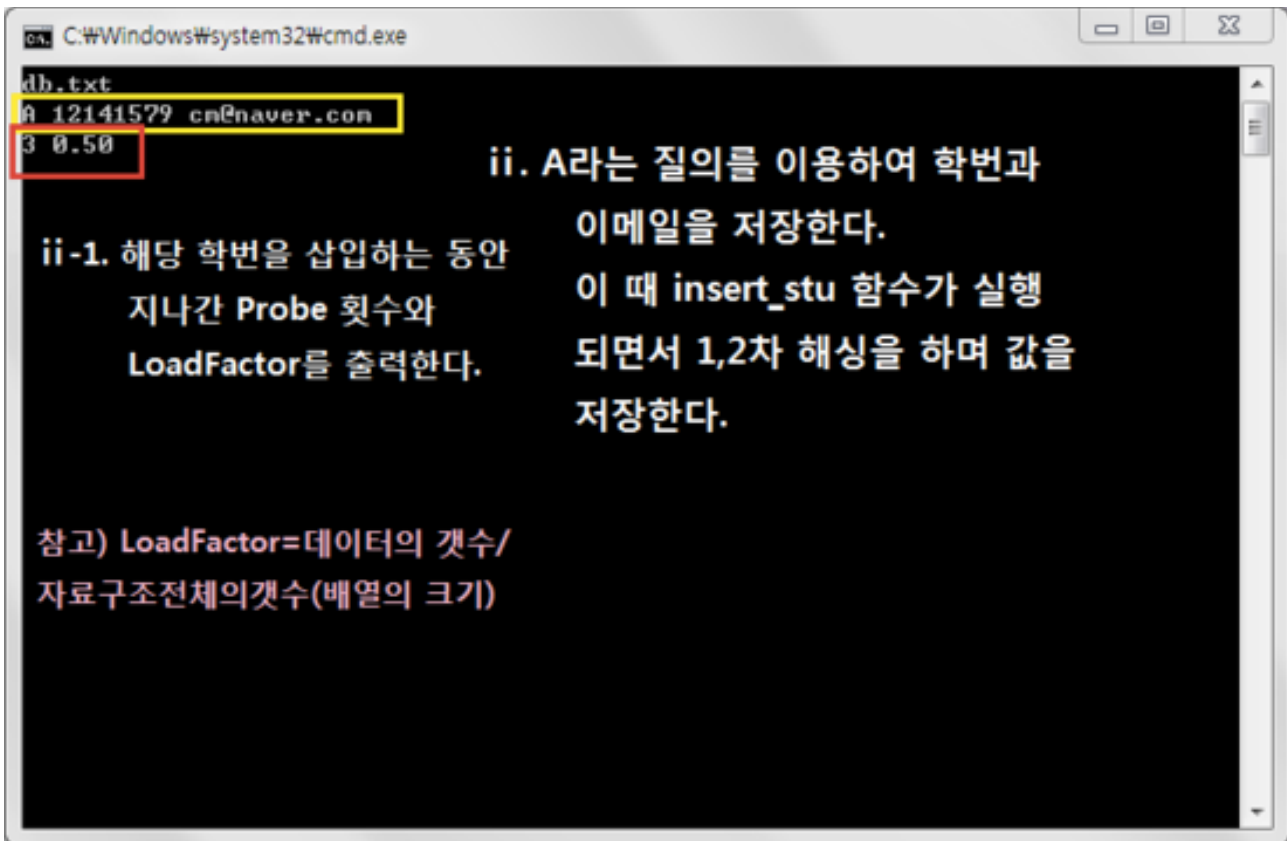 C:₩Windows₩system32₩cmd.exe
db.txt
A 12141579 cm@naver.com
3 0.50
ii. A라는 질의를 이용하여 학번과
이메일을 저장한다.
이 때 insert_stu 함수가 실행
되면서 1,2차 해싱을 하며 값을
저장한다.
ii-1. 해당 학번을 삽입하는 동안
지나간 Probe 횟수와
LoadFactor를 출력한다.
참고) LoadFactor=데이터의 갯수/
자료구조전체의갯수(배열의 크기)